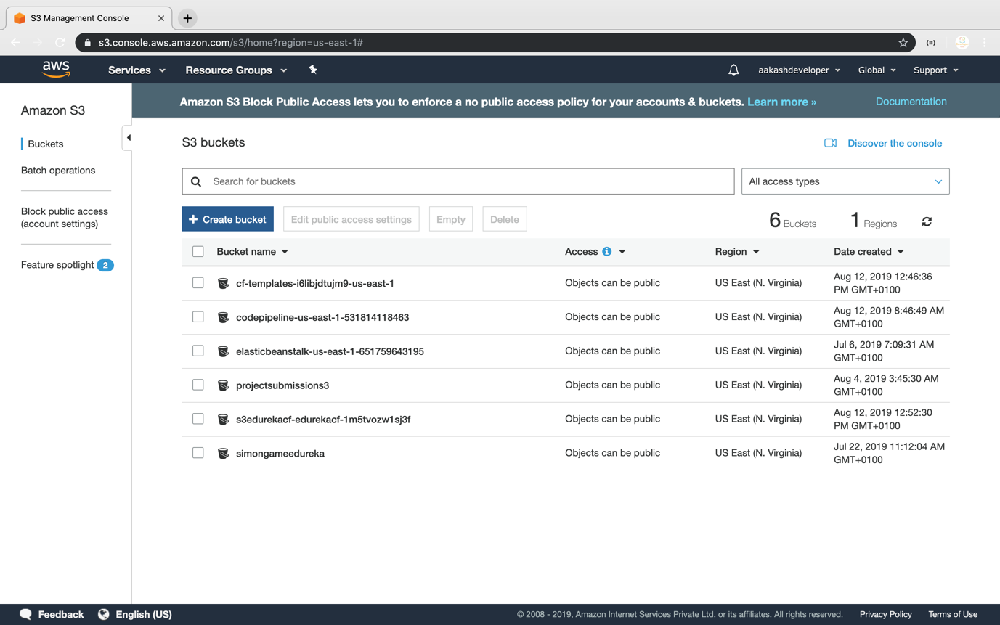 S3 Management Console
s3.console.aws.amazon.com/s3/home?region=us-east-1#
aws
Services
Resource Groups
aakashdeveloper
Global
Support
Amazon S3
Buckets
Batch operations
Block public access
(account settings)
Feature spotlight 2
Amazon S3 Block Public Access lets you to enforce a no public access policy for your accounts & buckets. Learn more »
Documentation
S3 buckets
Discover the console
Search for buckets
All access types
+ Create bucket
Edit public access settings
Empty
Delete
6 Buckets
1 Regions
Bucket name
Access
Region
Date created
cf-templates-i6libjdtujm9-us-east-1
Objects can be public
US East (N. Virginia)
Aug 12, 2019 12:46:36
PM GMT+0100
codepipeline-us-east-1-531814118463
Objects can be public
US East (N. Virginia)
Aug 12, 2019 8:46:49 AM
GMT+0100
elasticbeanstalk-us-east-1-651759643195
Objects can be public
US East (N. Virginia)
Jul 6, 2019 7:09:31 AM
GMT+0100
projectsubmissions3
Objects can be public
US East (N. Virginia)
Aug 4, 2019 3:45:30 AM
GMT+0100
s3edurekacf-edurekacf-1m5tvozw1sj3f
Objects can be public
US East (N. Virginia)
Aug 12, 2019 12:52:30
PM GMT+0100
simongameedureka
Objects can be public
US East (N. Virginia)
Jul 22, 2019 11:12:04 AM
GMT+0100
Feedback
English (US)
© 2008 - 2019, Amazon Internet Services Private Ltd. or its affiliates. All rights reserved.
Privacy Policy
Terms of Use